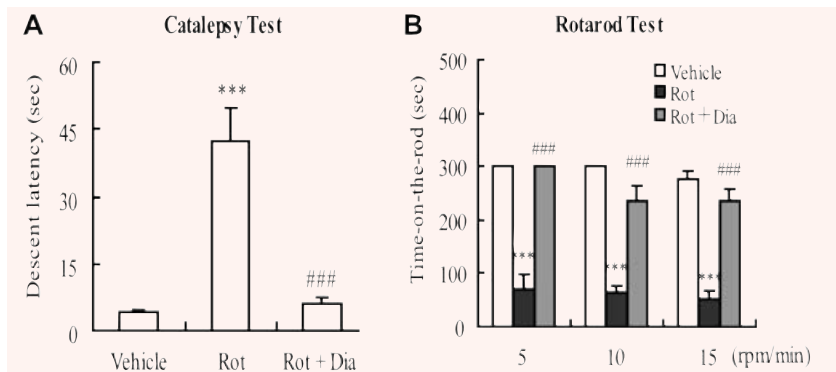 A
Catalepsy Test
Descent latency (sec)
60
45
30
15
0
***
###
Vehicle
Rot
Rot + Dia
B
Rotarod Test
Time-on-the-rod (sec)
500
400
300
200
100
0
Vehicle
Rot
Rot + Dia
###
###
###
***
***
***
5
10
15
(rpm/min)